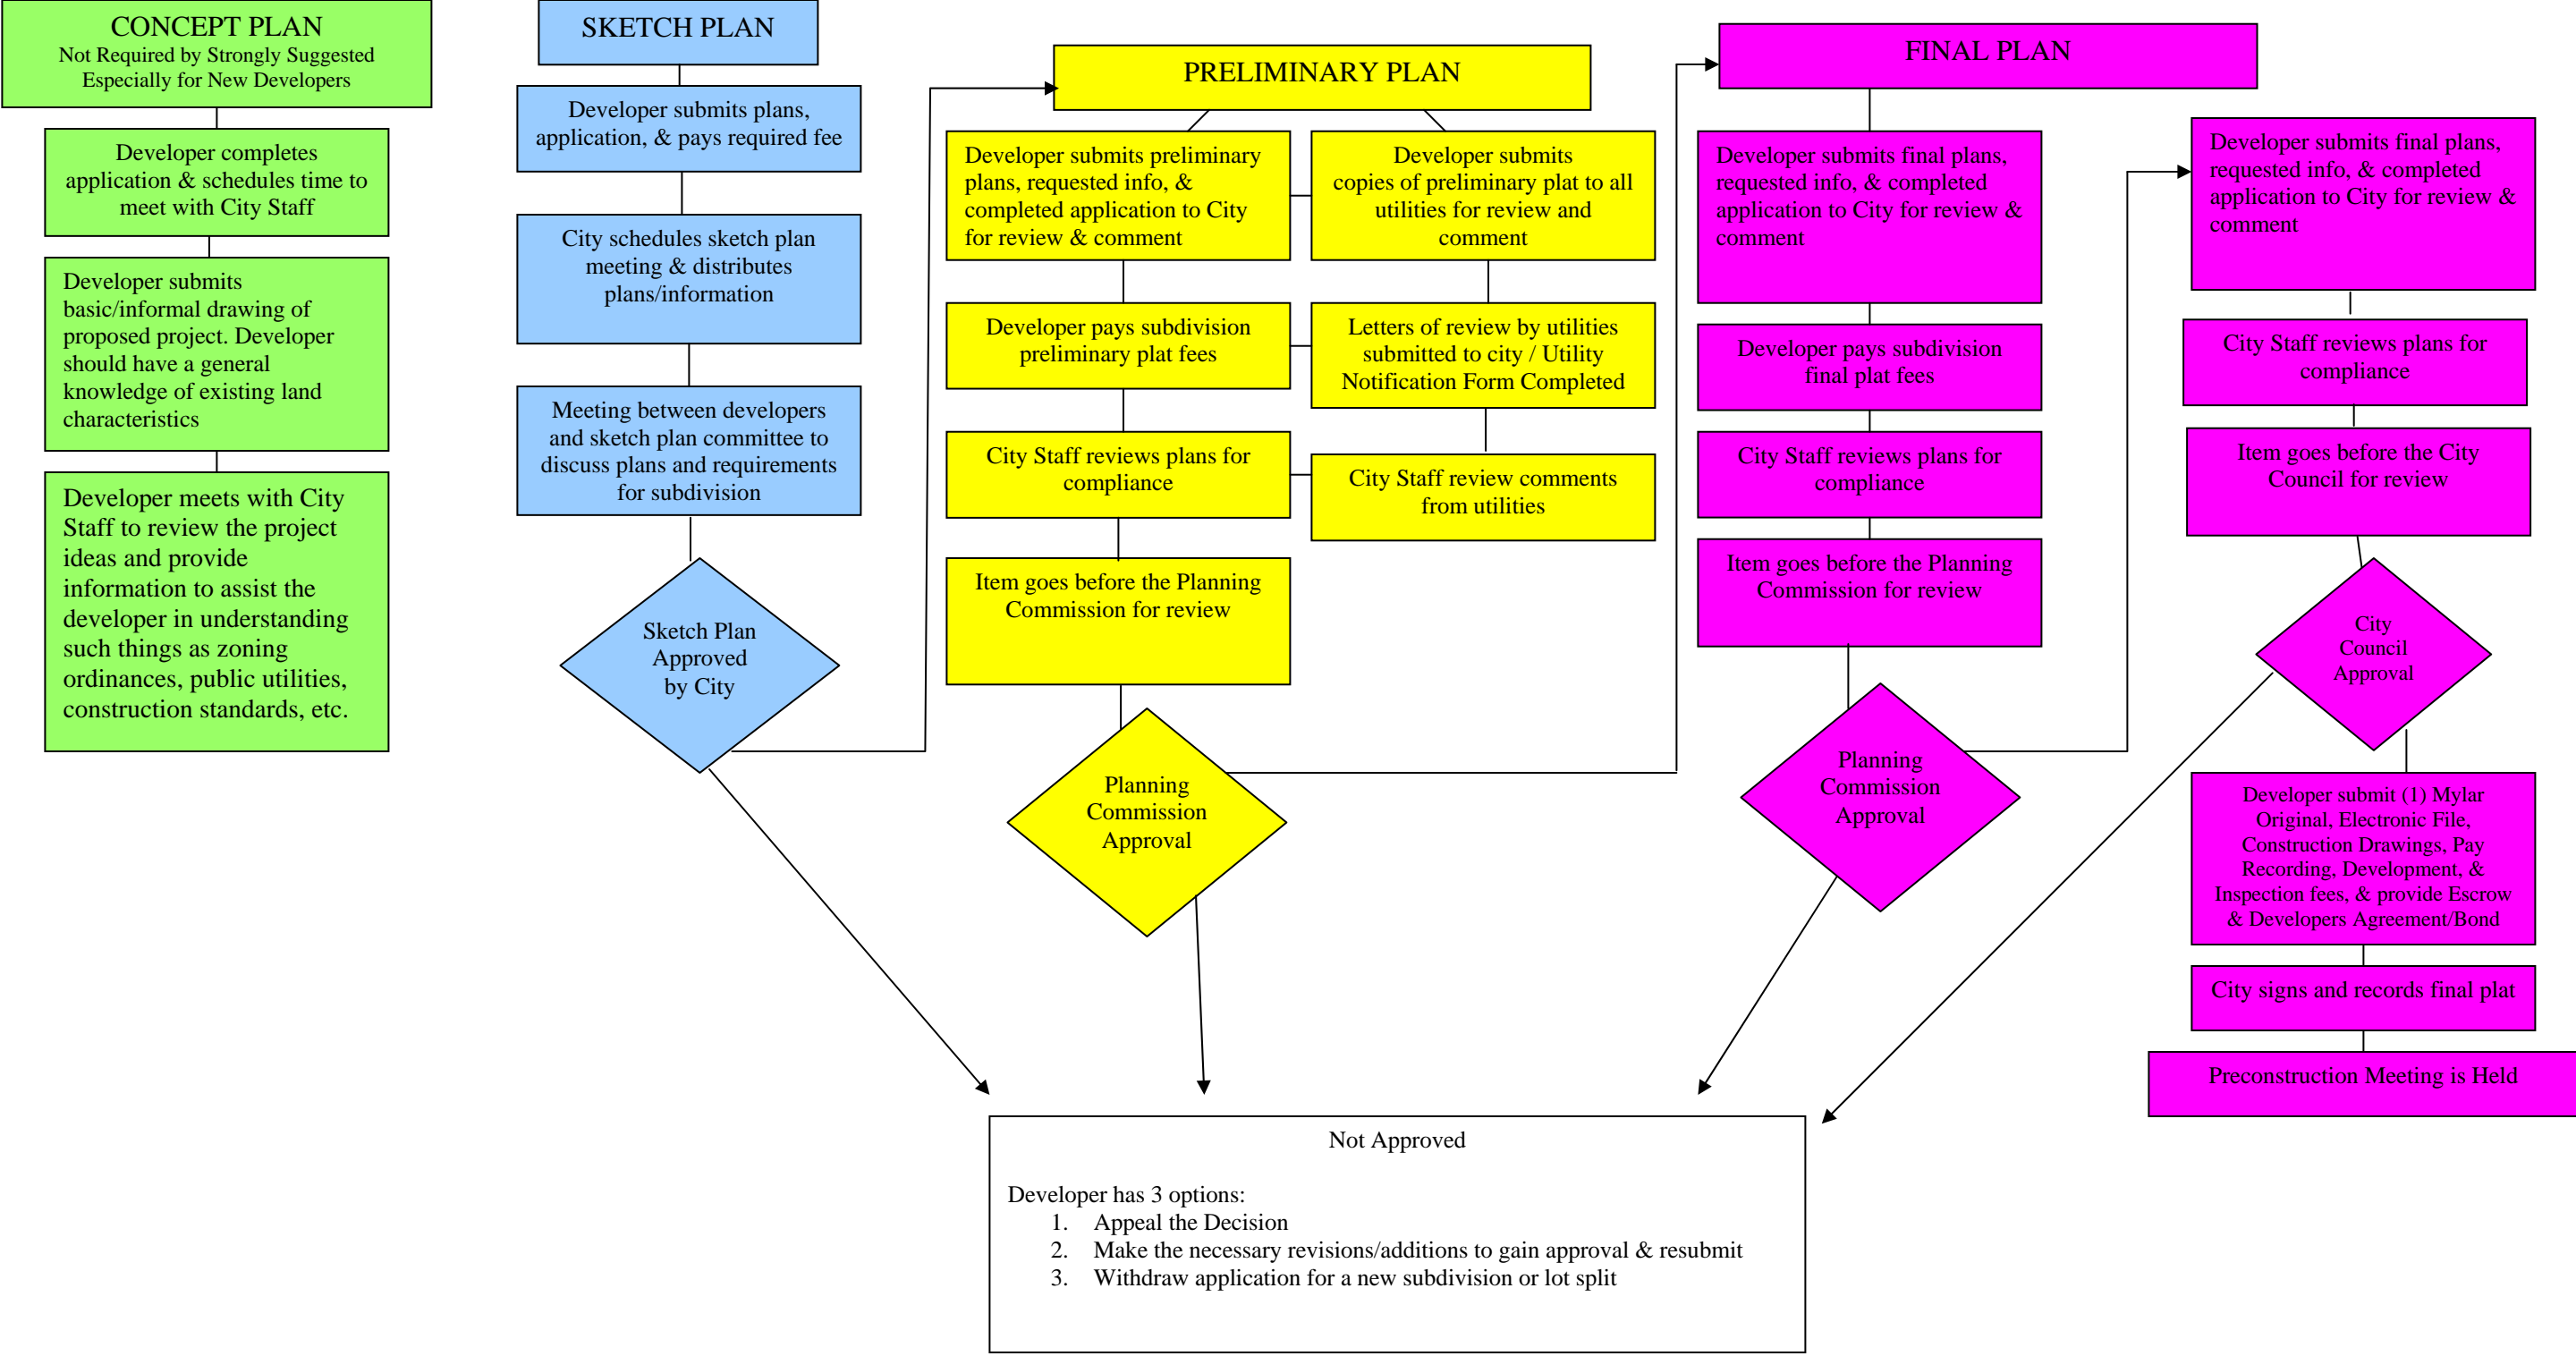 CONCEPT PLAN
Not Required by Strongly Suggested
Especially for New Developers
Developer completes
application & schedules time to
meet with City Staff
Developer submits
basic/informal drawing of
proposed project. Developer
should have a general
knowledge of existing land
characteristics
Developer meets with City
Staff to review the project
ideas and provide
information to assist the
developer in understanding
such things as zoning
ordinances, public utilities,
construction standards, etc.
SKETCH PLAN
Developer submits plans,
application, & pays required fee
City schedules sketch plan
meeting & distributes
plans/information
Meeting between developers
and sketch plan committee to
discuss plans and requirements
for subdivision
Sketch Plan
Approved
by City
PRELIMINARY PLAN
Developer submits preliminary
plans, requested info, &
completed application to City
for review & comment
Developer pays subdivision
preliminary plat fees
City Staff reviews plans for
compliance
Item goes before the Planning
Commission for review
Planning
Commission
Approval
Developer submits
copies of preliminary plat to all
utilities for review and
comment
Letters of review by utilities
submitted to city / Utility
Notification Form Completed
City Staff review comments
from utilities
FINAL PLAN
Developer submits final plans,
requested info, & completed
application to City for review &
comment
Developer pays subdivision
final plat fees
City Staff reviews plans for
compliance
Item goes before the Planning
Commission for review
Planning
Commission
Approval
Developer submits final plans,
requested info, & completed
application to City for review &
comment
City Staff reviews plans for
compliance
Item goes before the City
Council for review
City
Council
Approval
Developer submit (1) Mylar
Original, Electronic File,
Construction Drawings, Pay
Recording, Development, &
Inspection fees, & provide Escrow
& Developers Agreement/Bond
City signs and records final plat
Preconstruction Meeting is Held
Not Approved
Developer has 3 options:
1. Appeal the Decision
2. Make the necessary revisions/additions to gain approval & resubmit
3. Withdraw application for a new subdivision or lot split